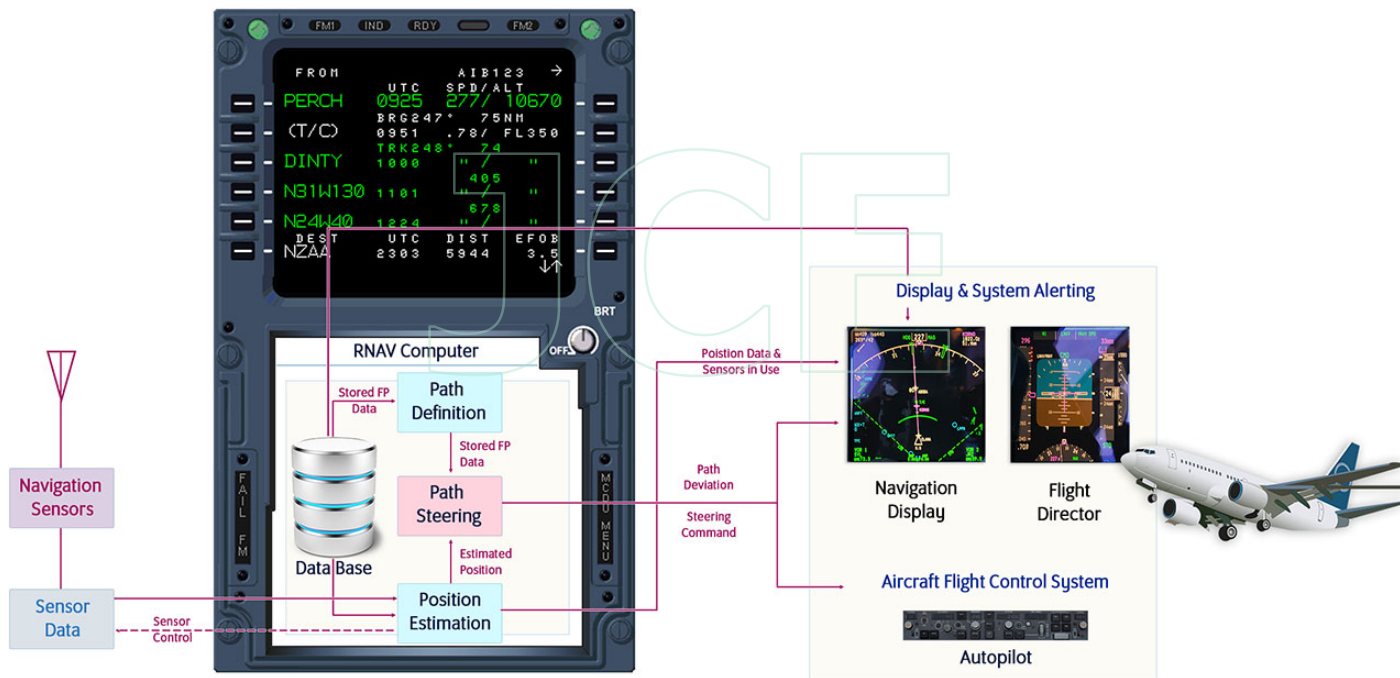 FM1 IND RDY FM2
FROM AIB123 →
UTC SPD/ALT
PERCH 0925 277/ 10670
BRG247° 75NM
(T/C) 0951 .78/ FL350
TRK248° 74
DINTY 1000 " / "
405
N31W130 1101 " / "
678
N24W40 1224 " / "
DEST UTC DIST EFOB
NZAA 2303 5944 3.5
↓↑
BRT
OFF
JCE
FAIL FM
MCDU MENU
RNAV Computer
Stored FP
Data
Path
Definition
Stored FP
Data
Path
Steering
Data Base
Estimated
Position
Position
Estimation
Navigation
Sensors
Sensor
Data
Sensor
Control
Poistion Data &
Sensors in Use
Path
Deviation
Steering
Command
Display & System Alerting
227
Navigation
Display
Flight
Director
Aircraft Flight Control System
Autopilot